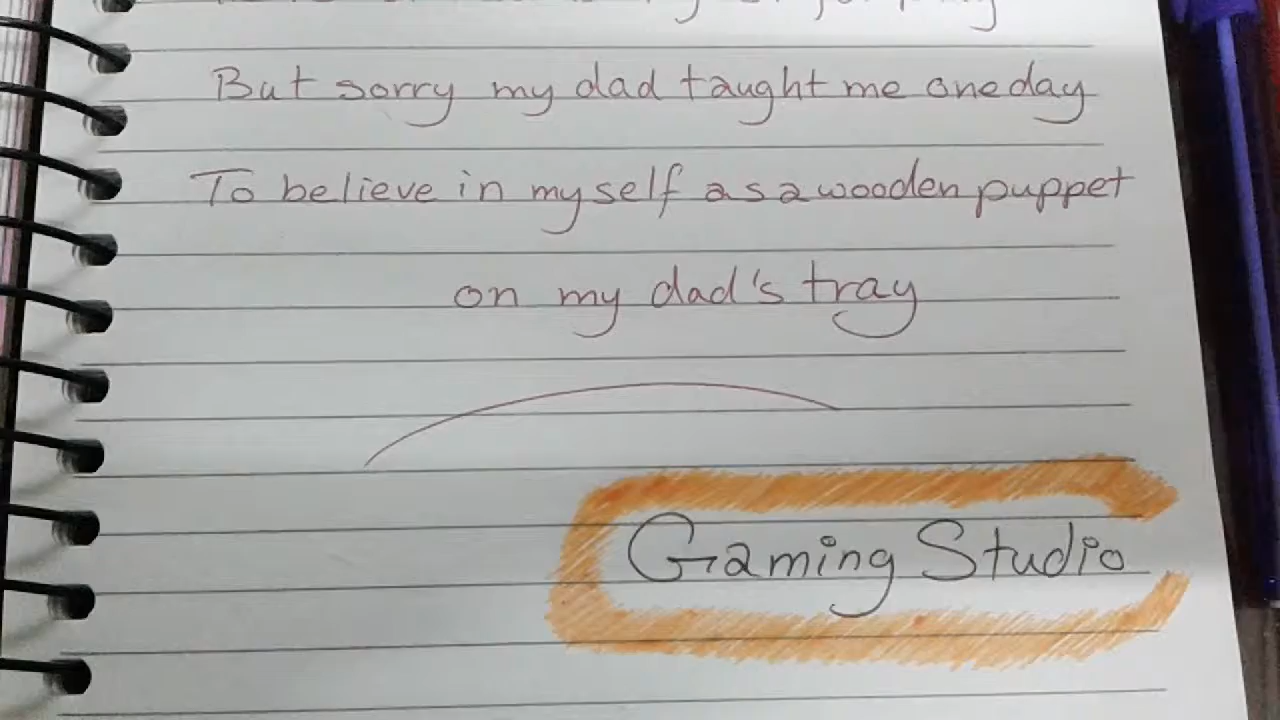 But sorry my dad taught me one day
To believe in myself as a wooden puppet
on my dad's tray
Gaming Studio